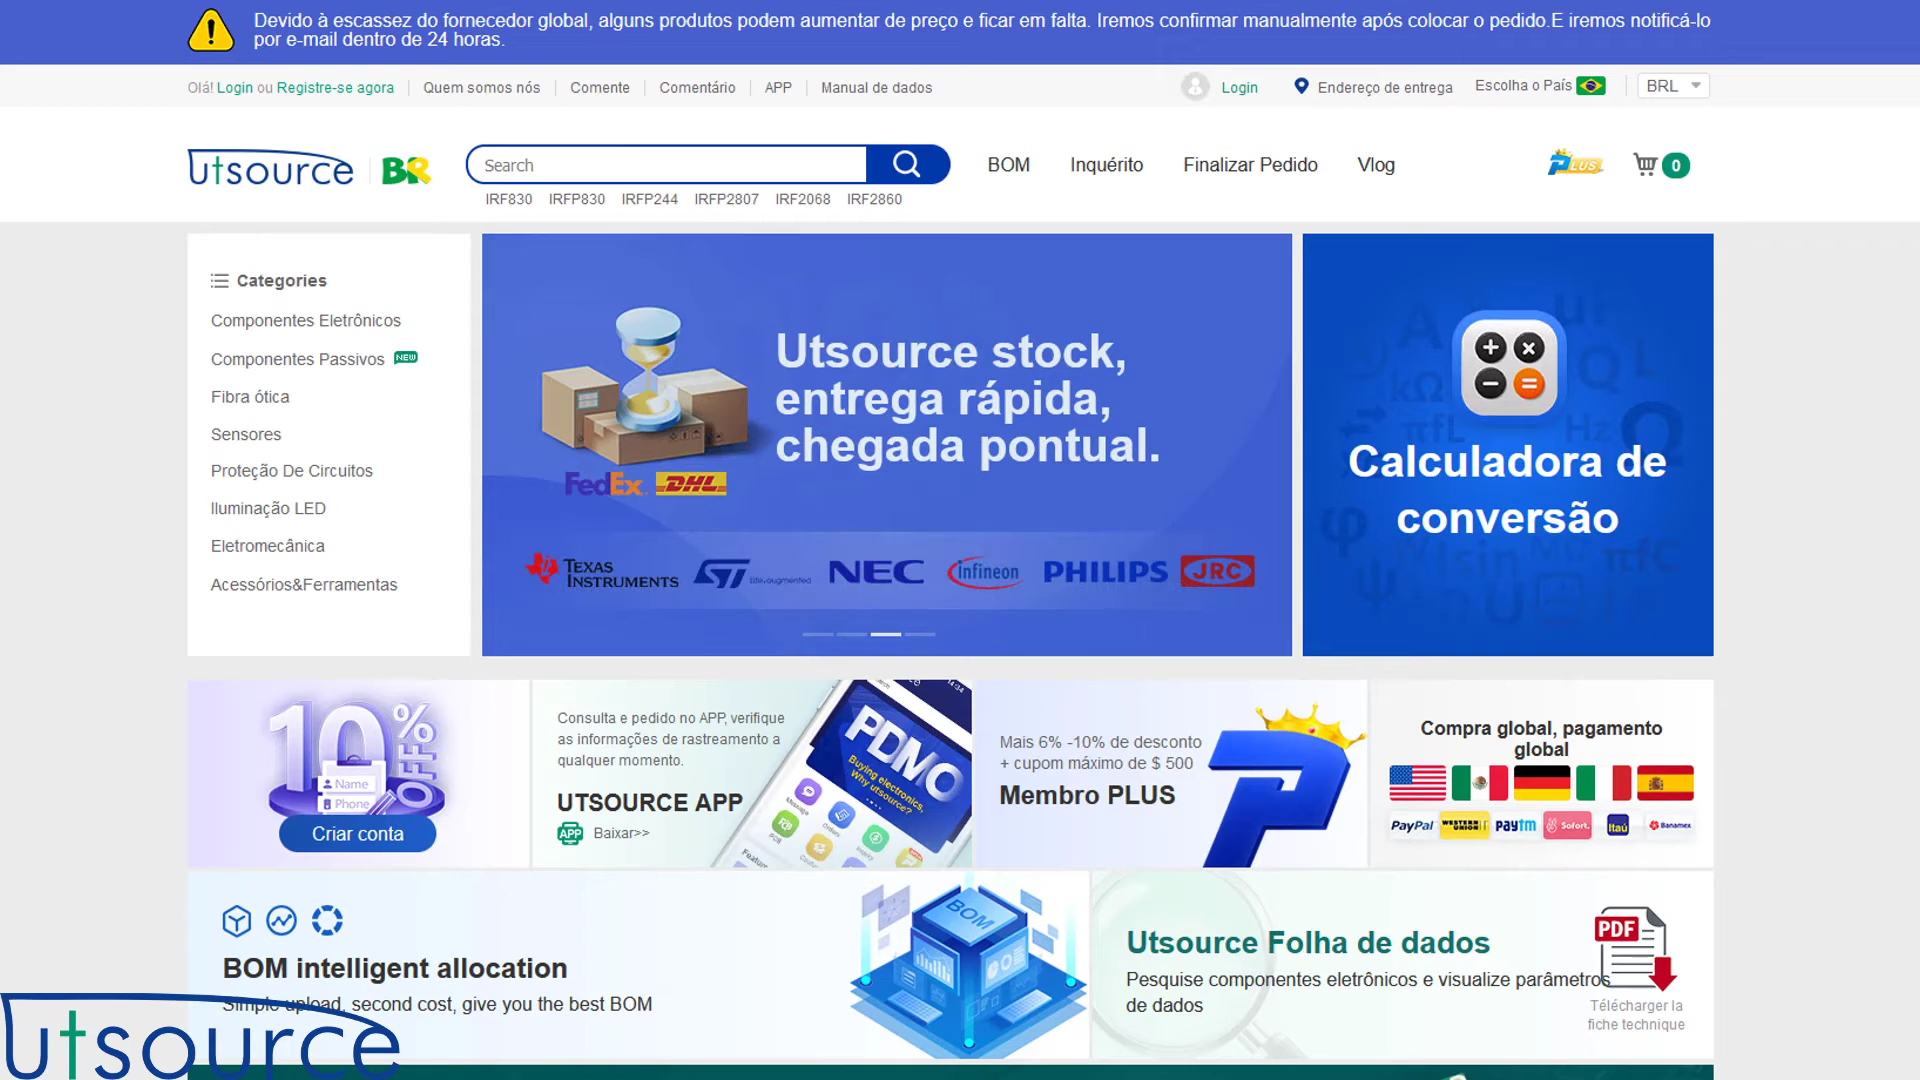 Devido à escassez do fornecedor global, alguns produtos podem aumentar de preço e ficar em falta. Iremos confirmar manualmente após colocar o pedido.E iremos notificá-lo
por e-mail dentro de 24 horas.
Olá! Login ou Registre-se agora
Quem somos nós
Comente
Comentário
APP
Manual de dados
Login
Endereço de entrega
Escolha o País
BRL
utsource
BR
Search
BOM
Inquérito
Finalizar Pedido
Vlog
PLUS
0
IRF830 IRFP830 IRFP244 IRFP2807 IRF2068 IRF2860
Categories
Componentes Eletrônicos
Componentes Passivos NEW
Fibra ótica
Sensores
Proteção De Circuitos
Iluminação LED
Eletromecânica
Acessórios&Ferramentas
Utsource stock,
entrega rápida,
chegada pontual.
FedEx DHL
TEXAS
INSTRUMENTS
ST life.augmented
NEC
infineon
PHILIPS
JRC
Calculadora de
conversão
10% OFF
Name
Phone
Criar conta
Consulta e pedido no APP, verifique
as informações de rastreamento a
qualquer momento.
UTSOURCE APP
APP Baixar>>
14:34
PDMO
Buying electronics,
Why utsource?
Message
Orders
PCB
Inquiry
Mais 6% -10% de desconto
+ cupom máximo de $ 500
Membro PLUS
Compra global, pagamento
global
PayPal
WESTERN UNION
paytm
Sofort.
Itaú
Banamex
BOM intelligent allocation
Simple upload, second cost, give you the best BOM
BOM
Utsource Folha de dados
Pesquise componentes eletrônicos e visualize parâmetros
de dados
PDF
Télécharger la
fiche technique
utsource